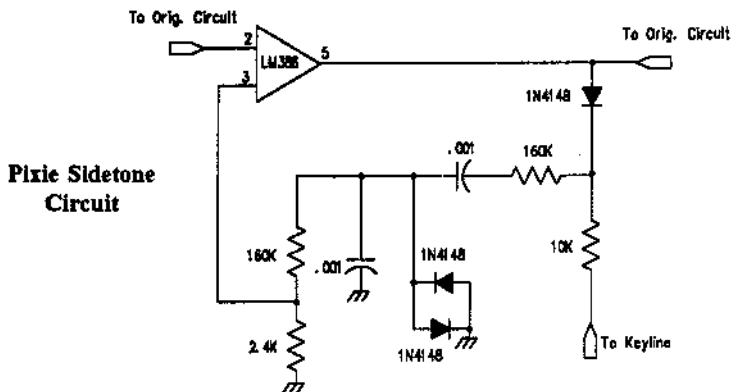 To Orig. Circuit
2
LM386
5
3
To Orig. Circuit
1N4148
Pixie Sidetone
Circuit
.001
160K
160K
.001
1N4148
10K
2.4K
1N4148
To Keyline